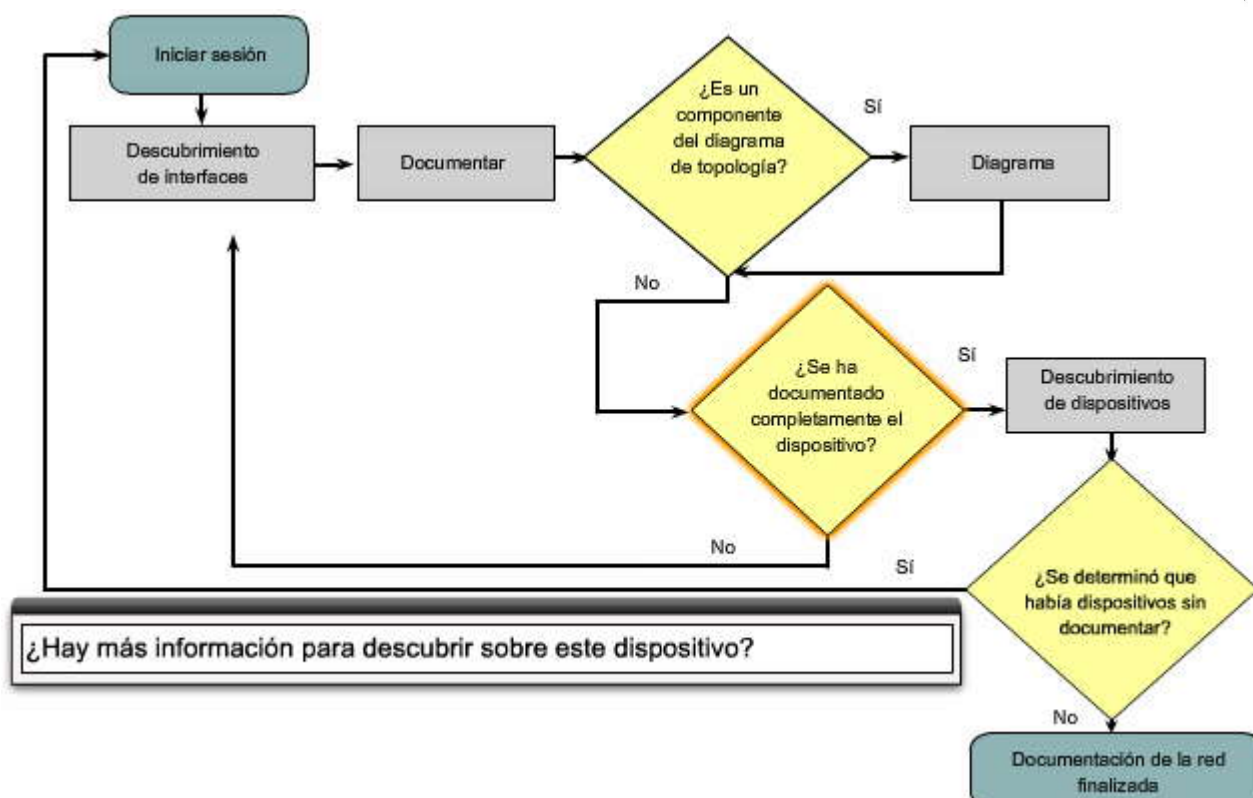 Iniciar sesión
Descubrimiento
de interfaces
Documentar
¿Es un
componente
del diagrama
de topología?
Sí
Diagrama
No
¿Se ha
documentado
completamente el
dispositivo?
Sí
Descubrimiento
de dispositivos
No
Sí
¿Se determinó que
había dispositivos sin
documentar?
¿Hay más información para descubrir sobre este dispositivo?
No
Documentación de la red
finalizada